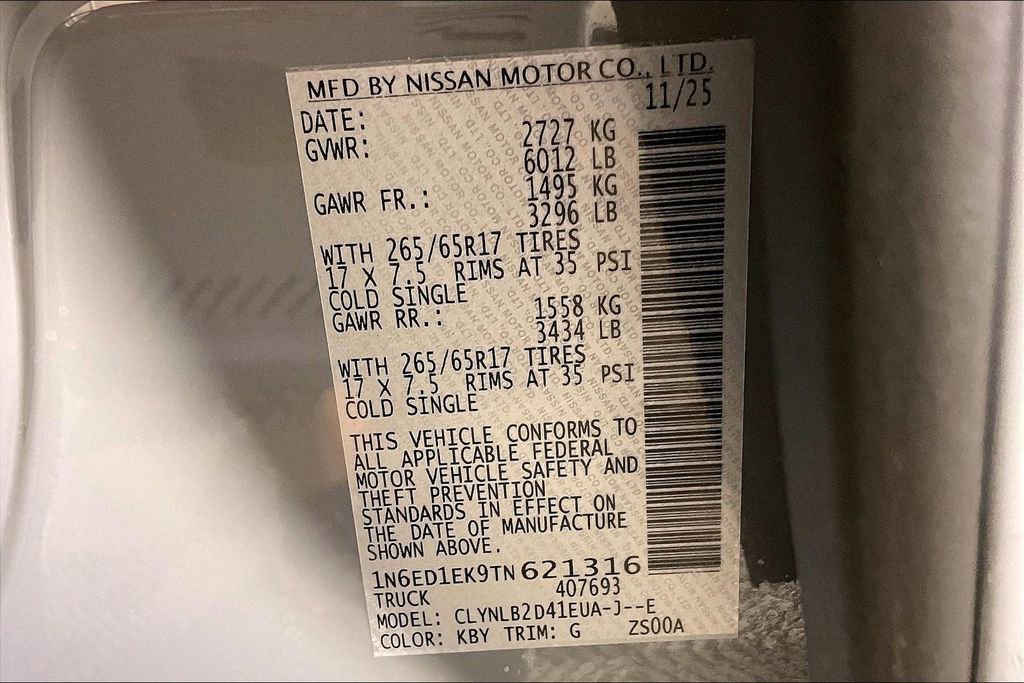 MFD BY NISSAN MOTOR CO., LTD.
DATE: 11/25
GVWR: 2727 KG
6012 LB
GAWR FR.: 1495 KG
3296 LB
WITH 265/65R17 TIRES
17 X 7.5 RIMS AT 35 PSI
COLD SINGLE
GAWR RR.: 1558 KG
3434 LB
WITH 265/65R17 TIRES
17 X 7.5 RIMS AT 35 PSI
COLD SINGLE
THIS VEHICLE CONFORMS TO
ALL APPLICABLE FEDERAL
MOTOR VEHICLE SAFETY AND
THEFT PREVENTION
STANDARDS IN EFFECT ON
THE DATE OF MANUFACTURE
SHOWN ABOVE.
1N6ED1EK9TN621316
TRUCK 407693
MODEL: CLYNLB2D41EUA-J--E
COLOR: KBY TRIM: G ZS00A